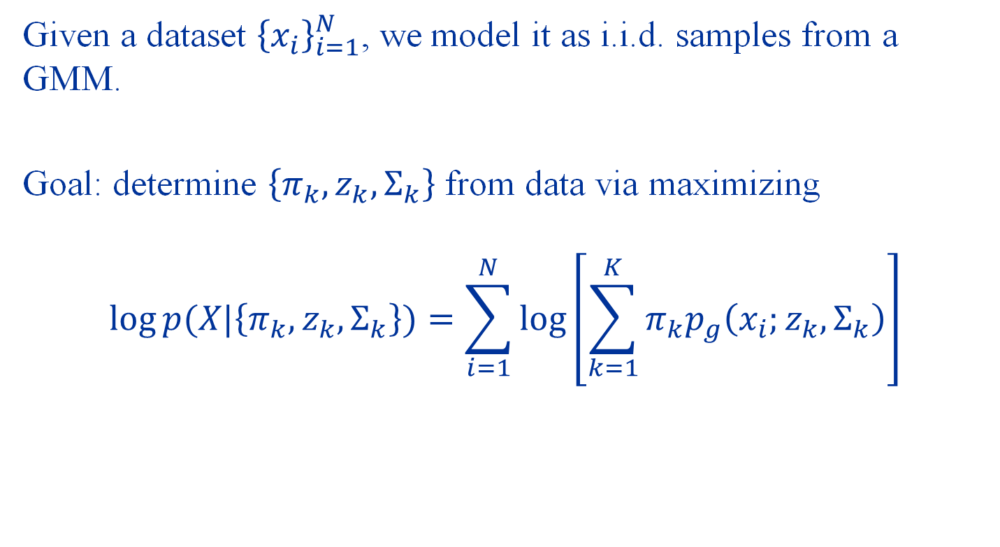 Given a dataset $\{x_i\}_{i=1}^N$, we model it as i.i.d. samples from a
GMM.
Goal: determine $\{\pi_k, z_k, \Sigma_k\}$ from data via maximizing
$\log p(X|\{\pi_k, z_k, \Sigma_k\}) = \sum_{i=1}^{N} \log \left[ \sum_{k=1}^{K} \pi_k p_g(x_i; z_k, \Sigma_k) \right]$